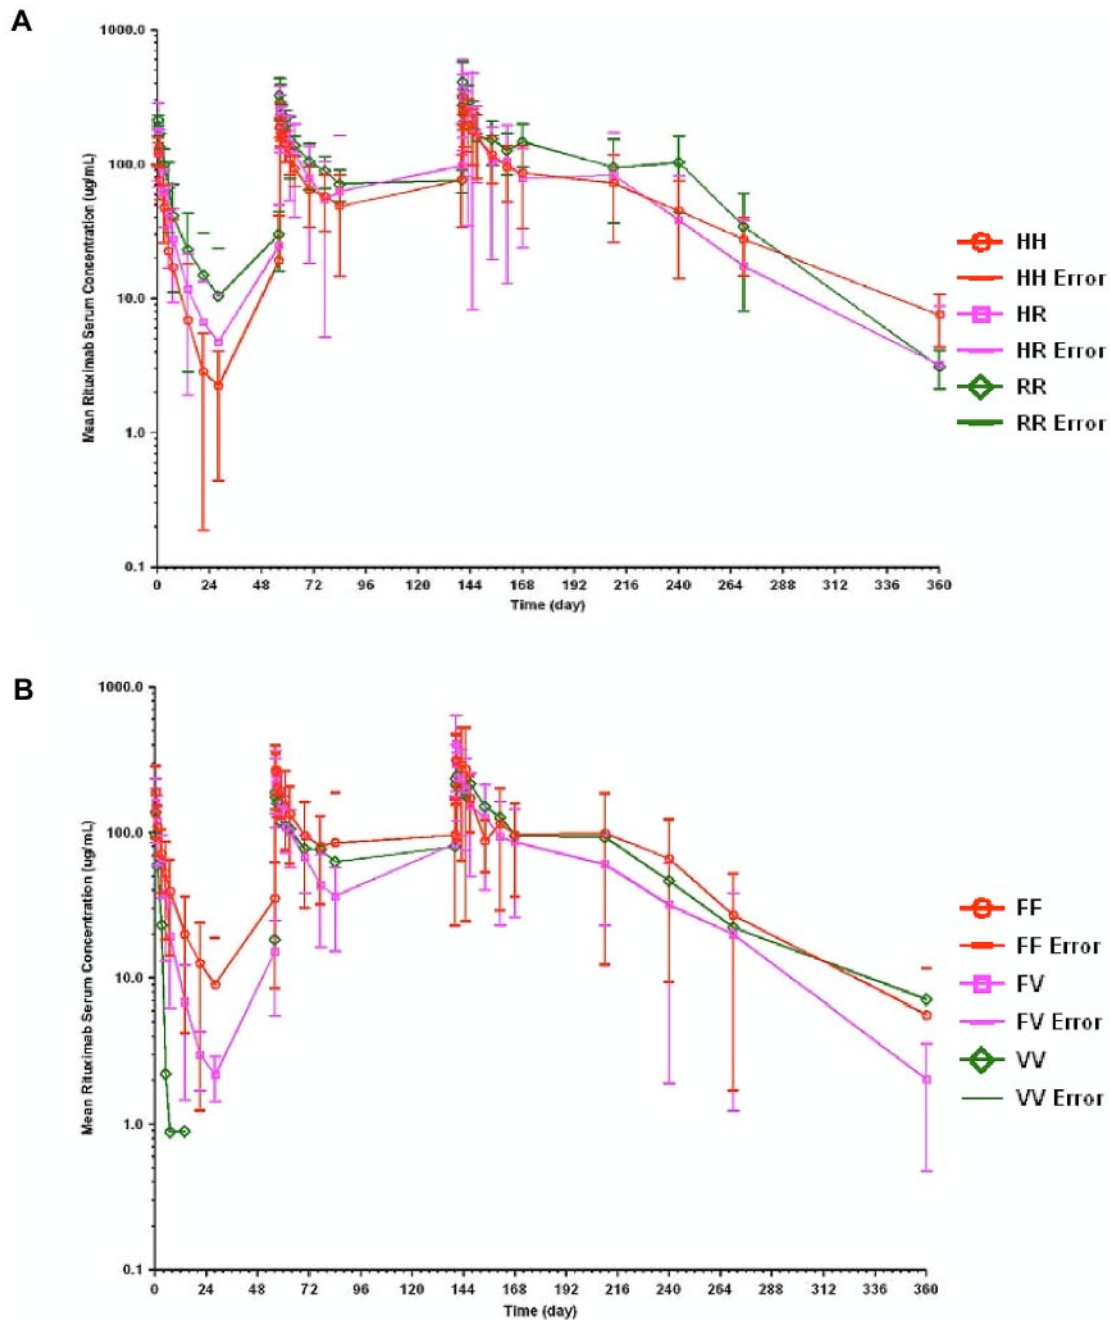 A
1000.0
100.0
10.0
1.0
0.1
Mean Rituximab Serum Concentration (ug/mL)
0 24 48 72 96 120 144 168 192 216 240 264 288 312 336 360
Time (day)
HH
HH Error
HR
HR Error
RR
RR Error
B
1000.0
100.0
10.0
1.0
0.1
Mean Rituximab Serum Concentration (ug/mL)
0 24 48 72 96 120 144 168 192 216 240 264 288 312 336 360
Time (day)
FF
FF Error
FV
FV Error
VV
VV Error